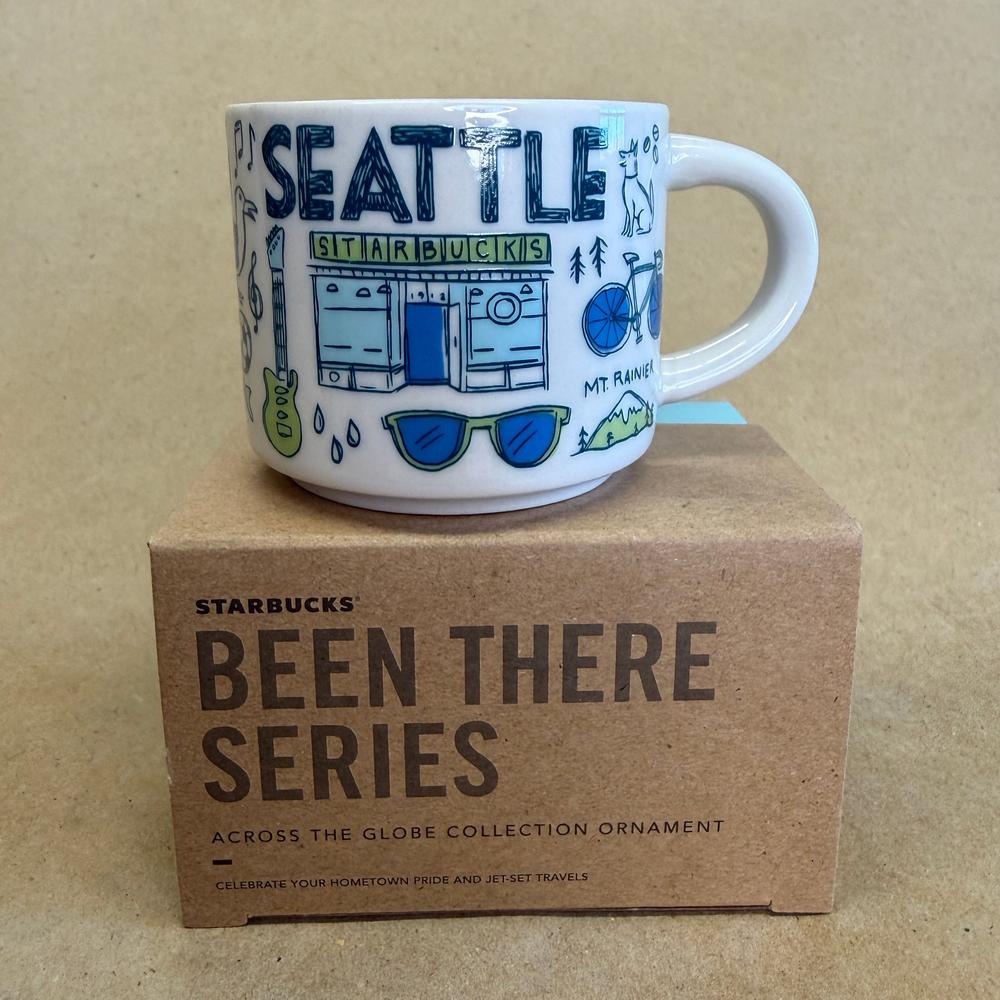 SEATTLE
STARBUCKS
1912
MT. RAINIER
STARBUCKS®
BEEN THERE
SERIES
ACROSS THE GLOBE COLLECTION ORNAMENT
CELEBRATE YOUR HOMETOWN PRIDE AND JET-SET TRAVELS